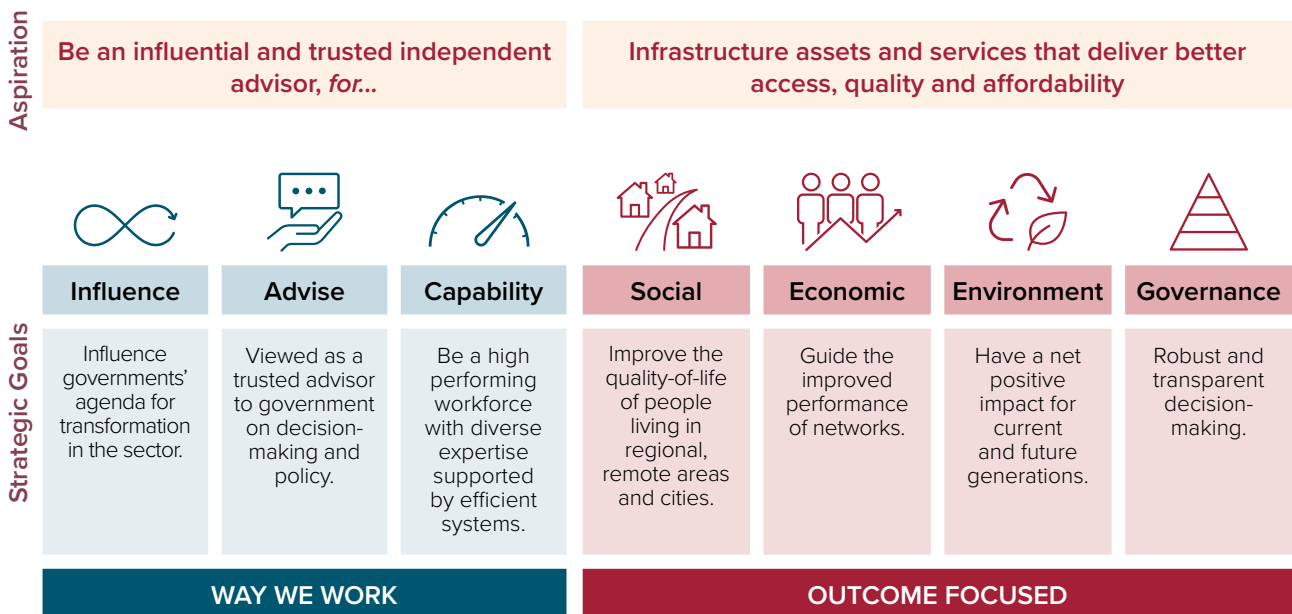 Aspiration
Be an influential and trusted independent
advisor, for...
Infrastructure assets and services that deliver better
access, quality and affordability
Strategic Goals
Influence
Influence
governments’
agenda for
transformation
in the sector.
Advise
Viewed as a
trusted advisor
to government
on decision-
making and
policy.
Capability
Be a high
performing
workforce
with diverse
expertise
supported
by efficient
systems.
Social
Improve the
quality-of-life
of people
living in
regional,
remote areas
and cities.
Economic
Guide the
improved
performance
of networks.
Environment
Have a net
positive
impact for
current
and future
generations.
Governance
Robust and
transparent
decision-
making.
WAY WE WORK
OUTCOME FOCUSED